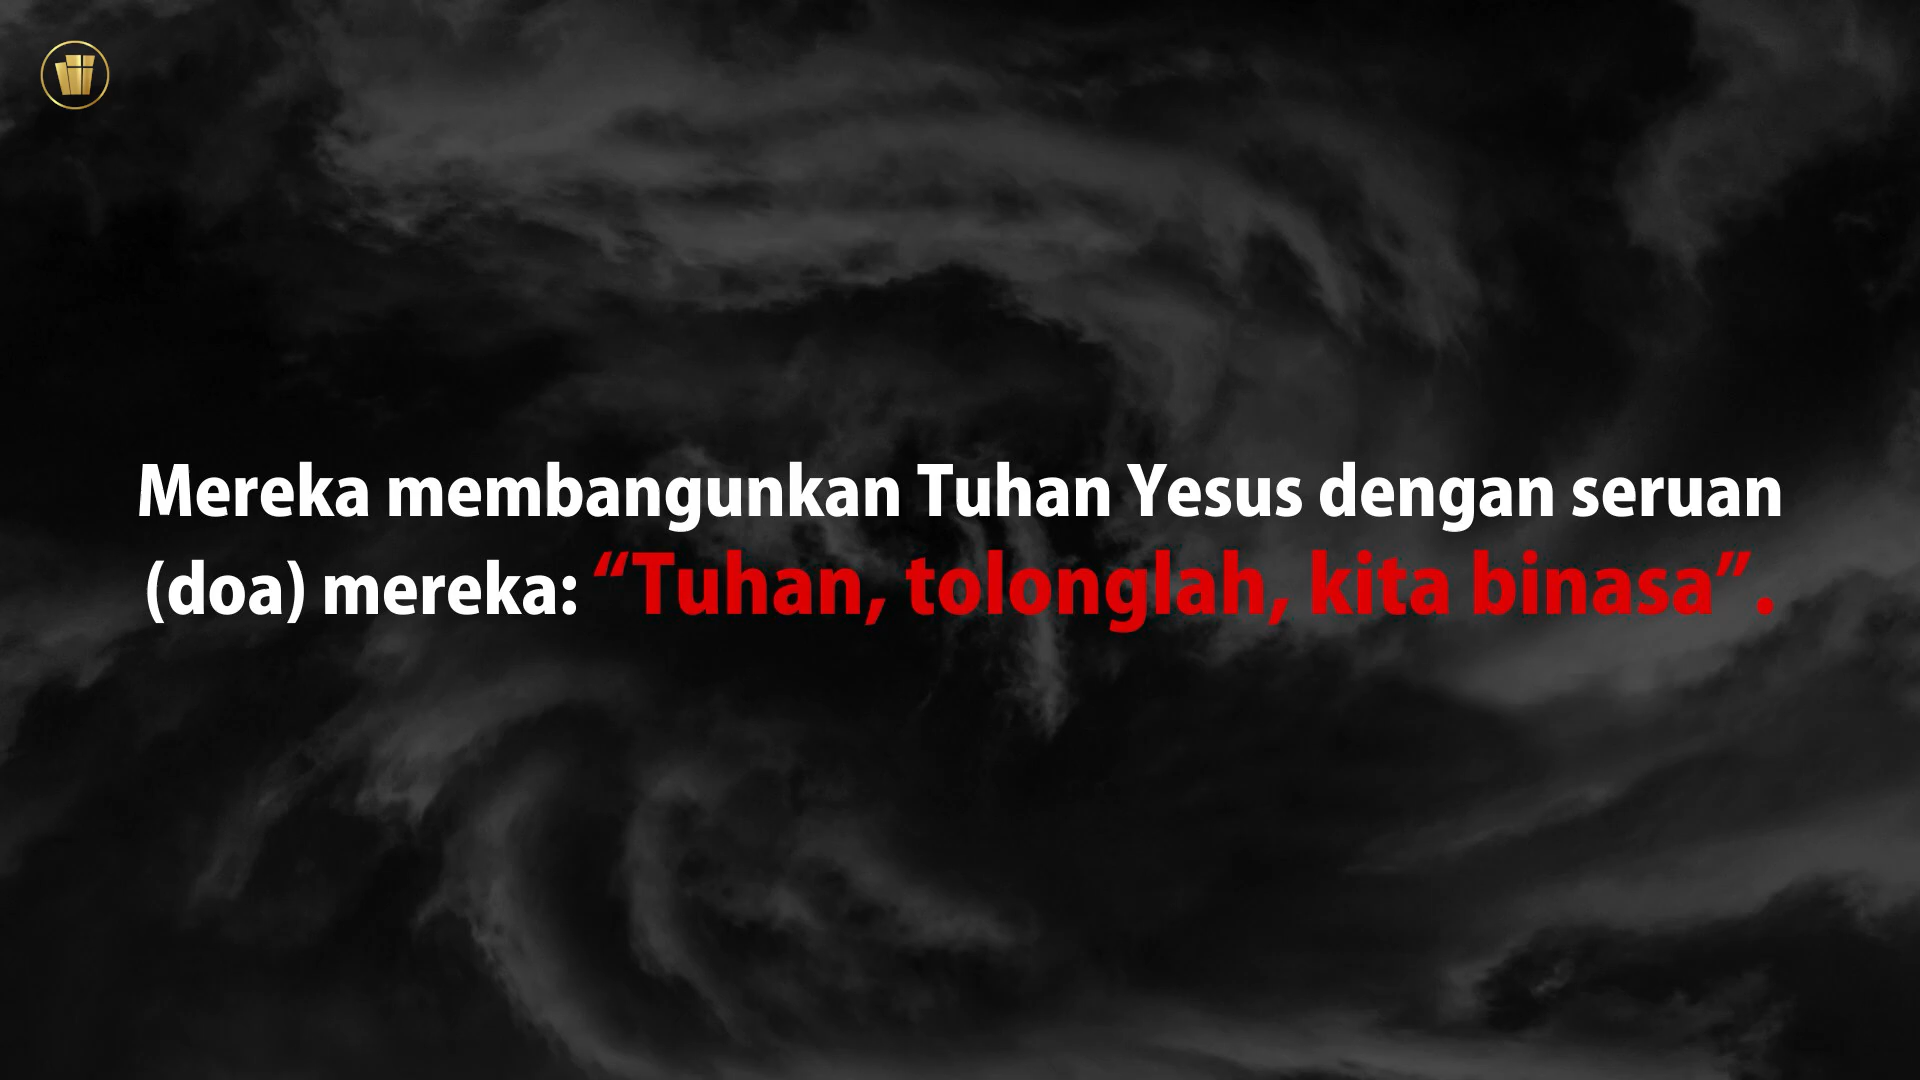 Mereka membangunkan Tuhan Yesus dengan seruan
(doa) mereka: “Tuhan, tolonglah, kita binasa”.